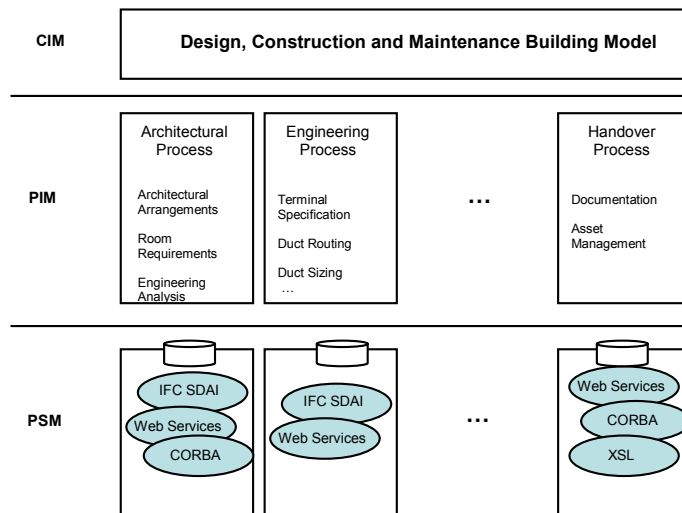 CIM
Design, Construction and Maintenance Building Model
PIM
Architectural
Process
Architectural
Arrangements
Room
Requirements
Engineering
Analysis
Engineering
Process
Terminal
Specification
Duct Routing
Duct Sizing
...
...
Handover
Process
Documentation
Asset
Management
PSM
IFC SDAI
Web Services
CORBA
IFC SDAI
Web Services
...
Web Services
CORBA
XSL